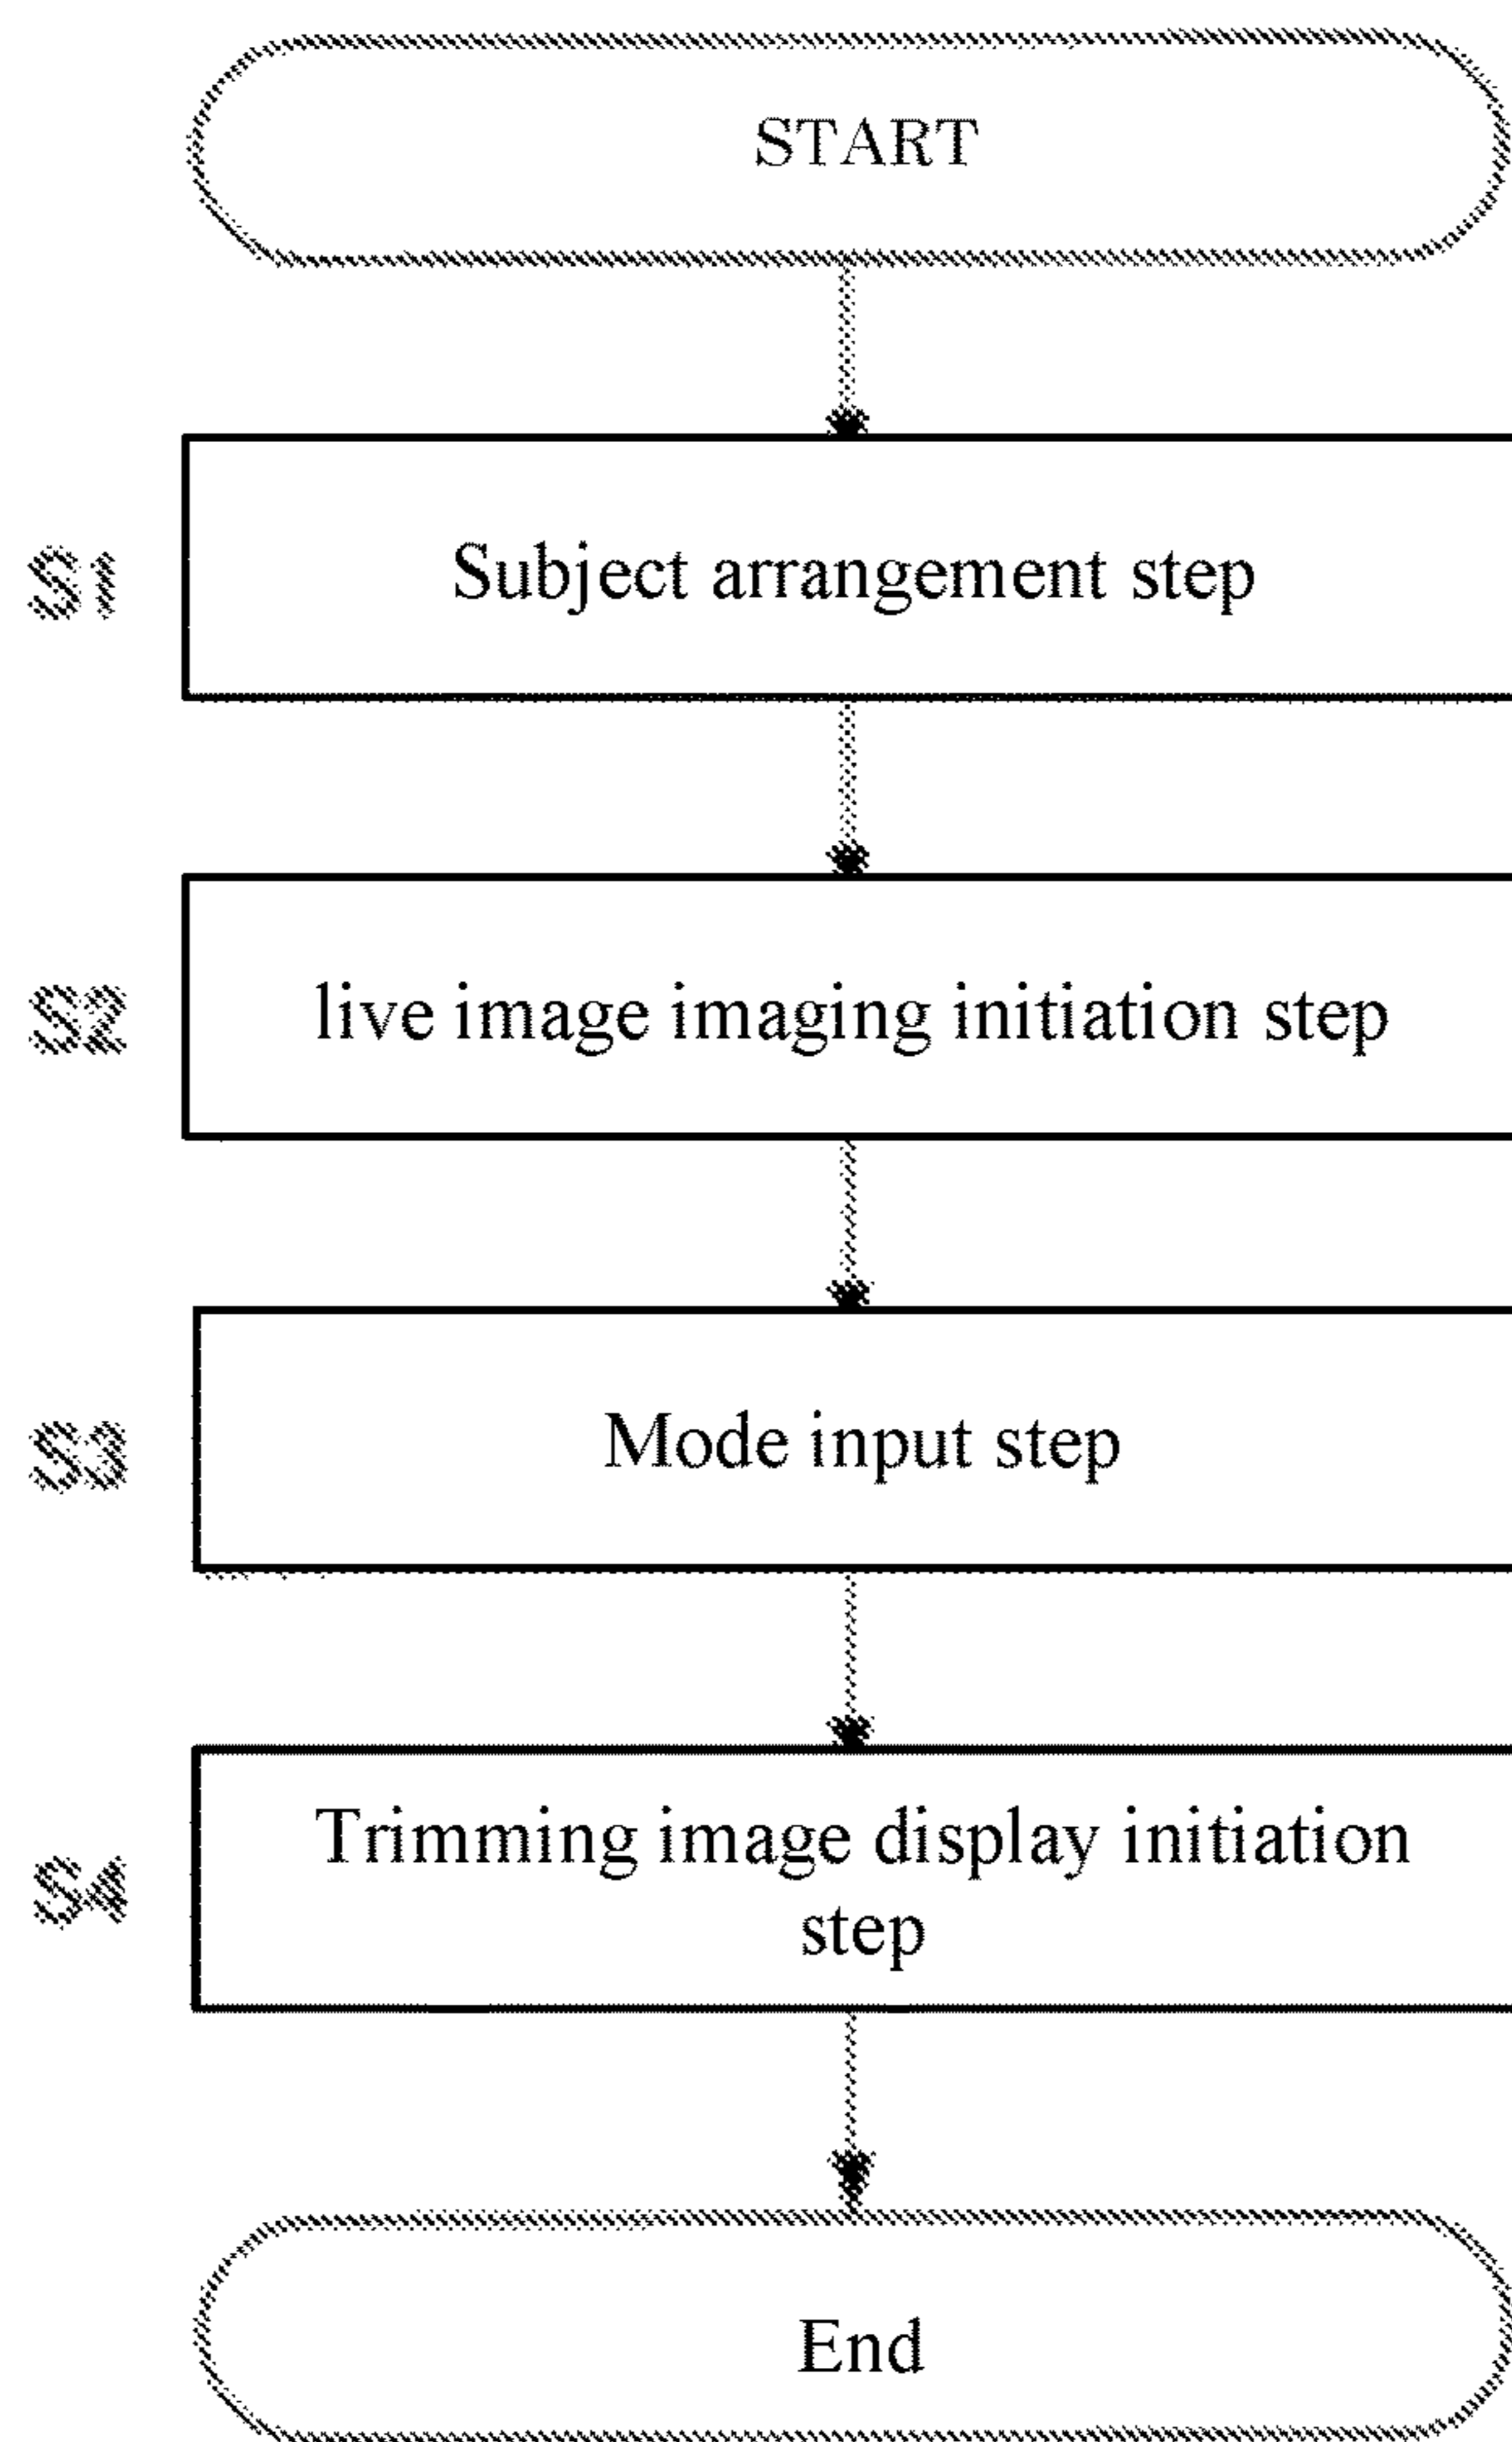 START
S1
Subject arrangement step
S2
live image imaging initiation step
S3
Mode input step
S4
Trimming image display initiation
step
End